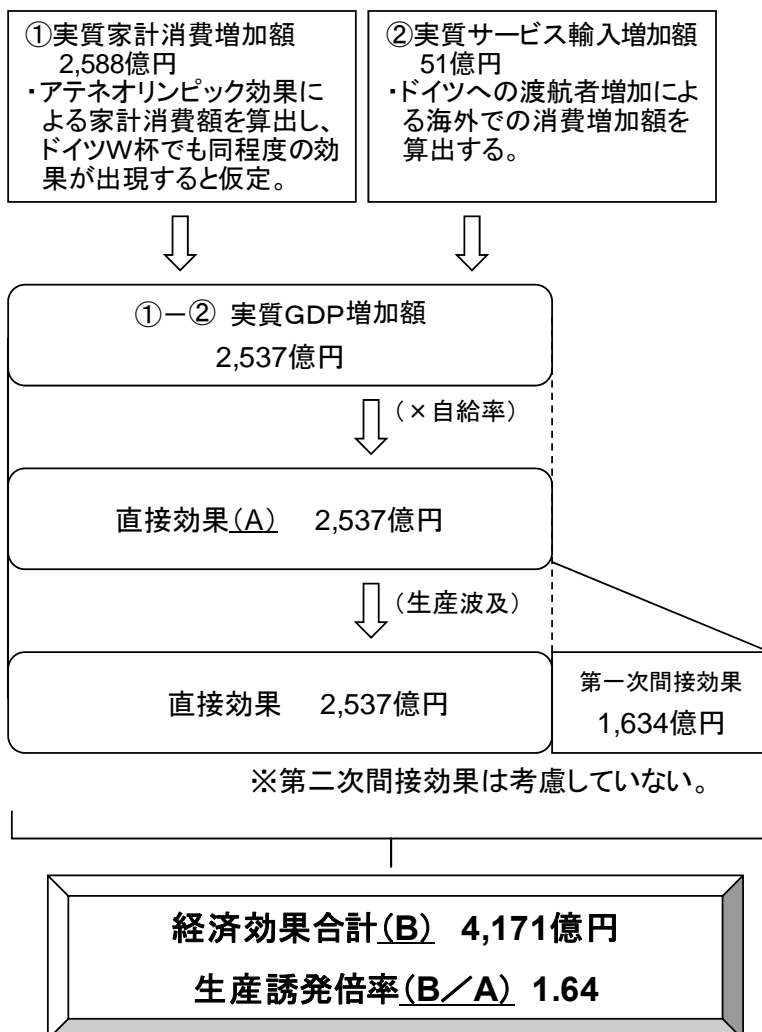 ①実質家計消費増加額
2,588億円
・アテネオリンピック効果に
よる家計消費額を算出し、
ドイツW杯でも同程度の効
果が出現すると仮定。
②実質サービス輸入増加額
51億円
・ドイツへの渡航者増加によ
る海外での消費増加額を
算出する。
①－② 実質GDP増加額
2,537億円
(×自給率)
直接効果(A) 2,537億円
(生産波及)
直接効果 2,537億円
第一次間接効果
1,634億円
※第二次間接効果は考慮していない。
経済効果合計(B) 4,171億円
生産誘発倍率(B／A) 1.64